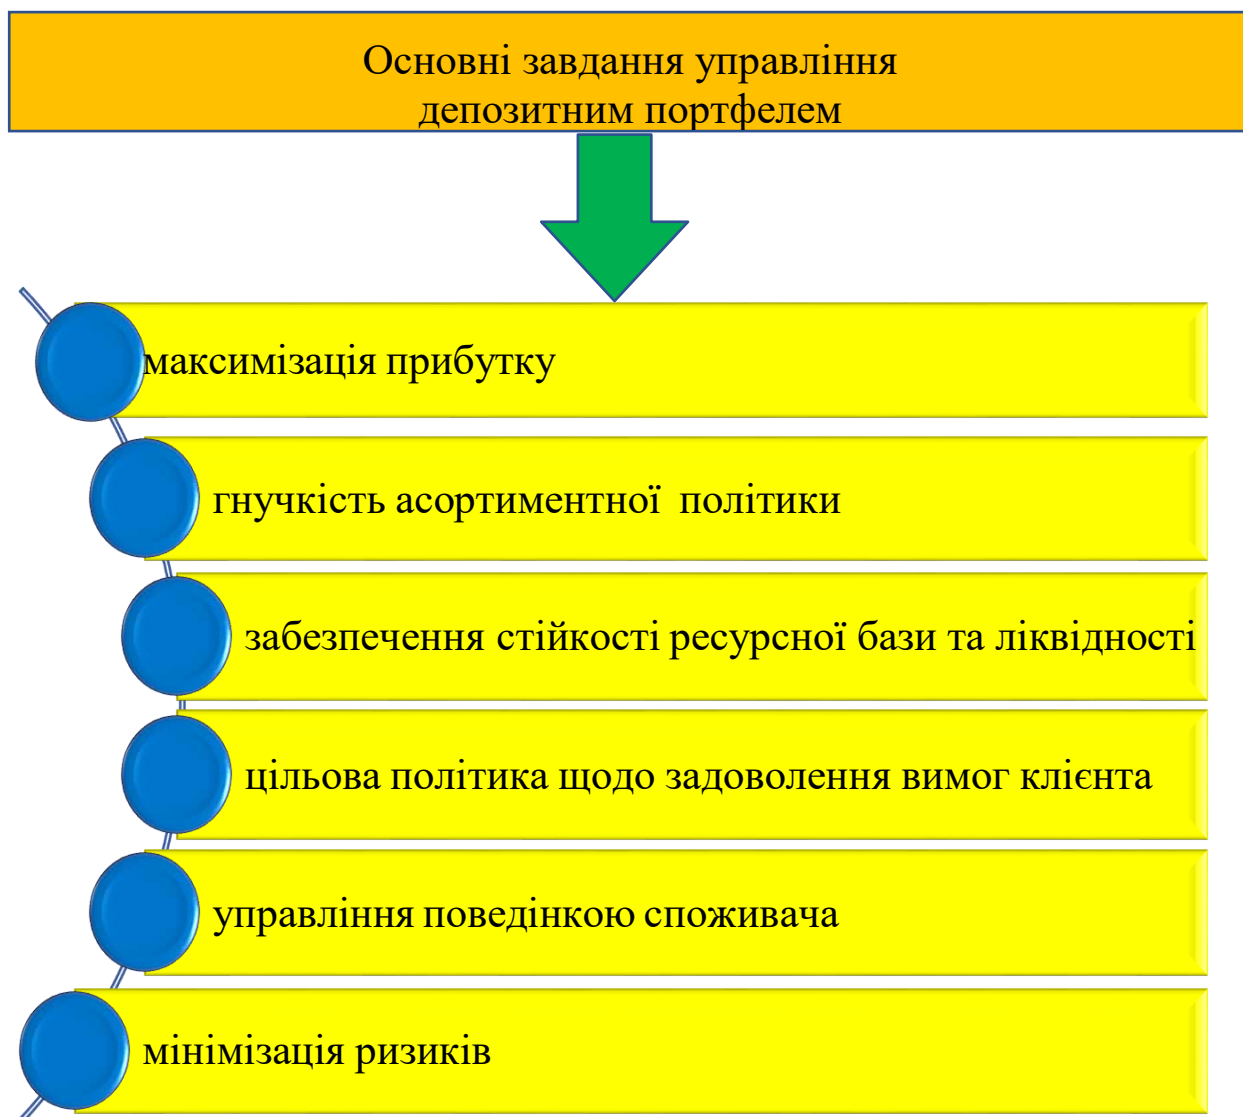 Основні завдання управління
депозитним портфелем
максимізація прибутку
гнучкість асортиментної політики
забезпечення стійкості ресурсної бази та ліквідності
цільова політика щодо задоволення вимог клієнта
управління поведінкою споживача
мінімізація ризиків